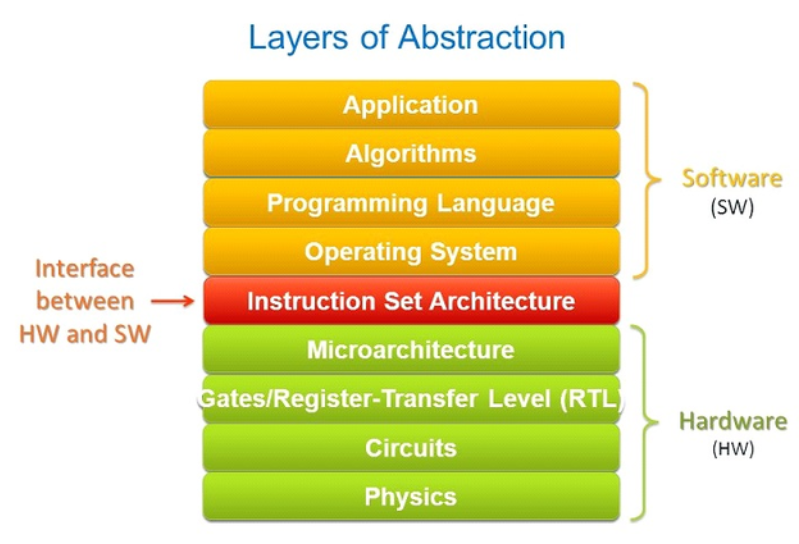 Layers of Abstraction
Application
Algorithms
Programming Language
Operating System
Software
(SW)
Interface
between
HW and SW
Instruction Set Architecture
Microarchitecture
Gates/Register-Transfer Level (RTL)
Circuits
Physics
Hardware
(HW)